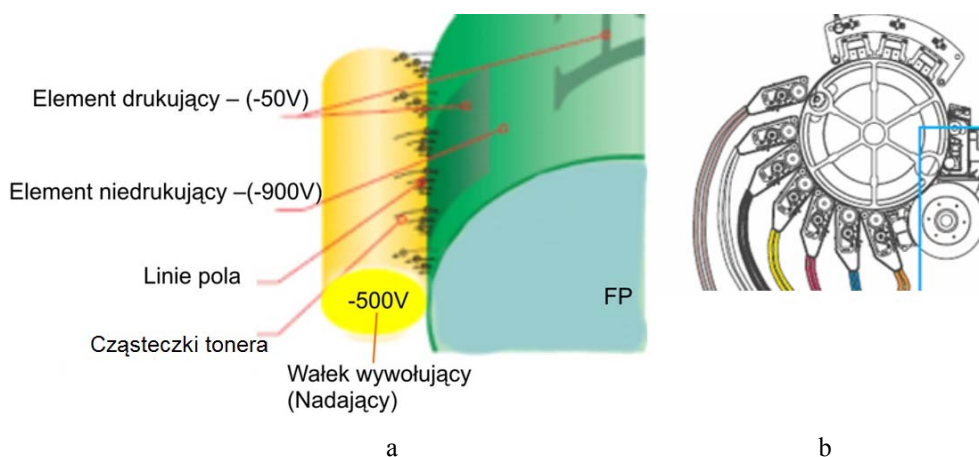 Element drukujący – (-50V)
Element niedrukujący –(-900V)
Linie pola
-500V
FP
Cząsteczki tonera
Wałek wywołujący
(Nadający)
a
b